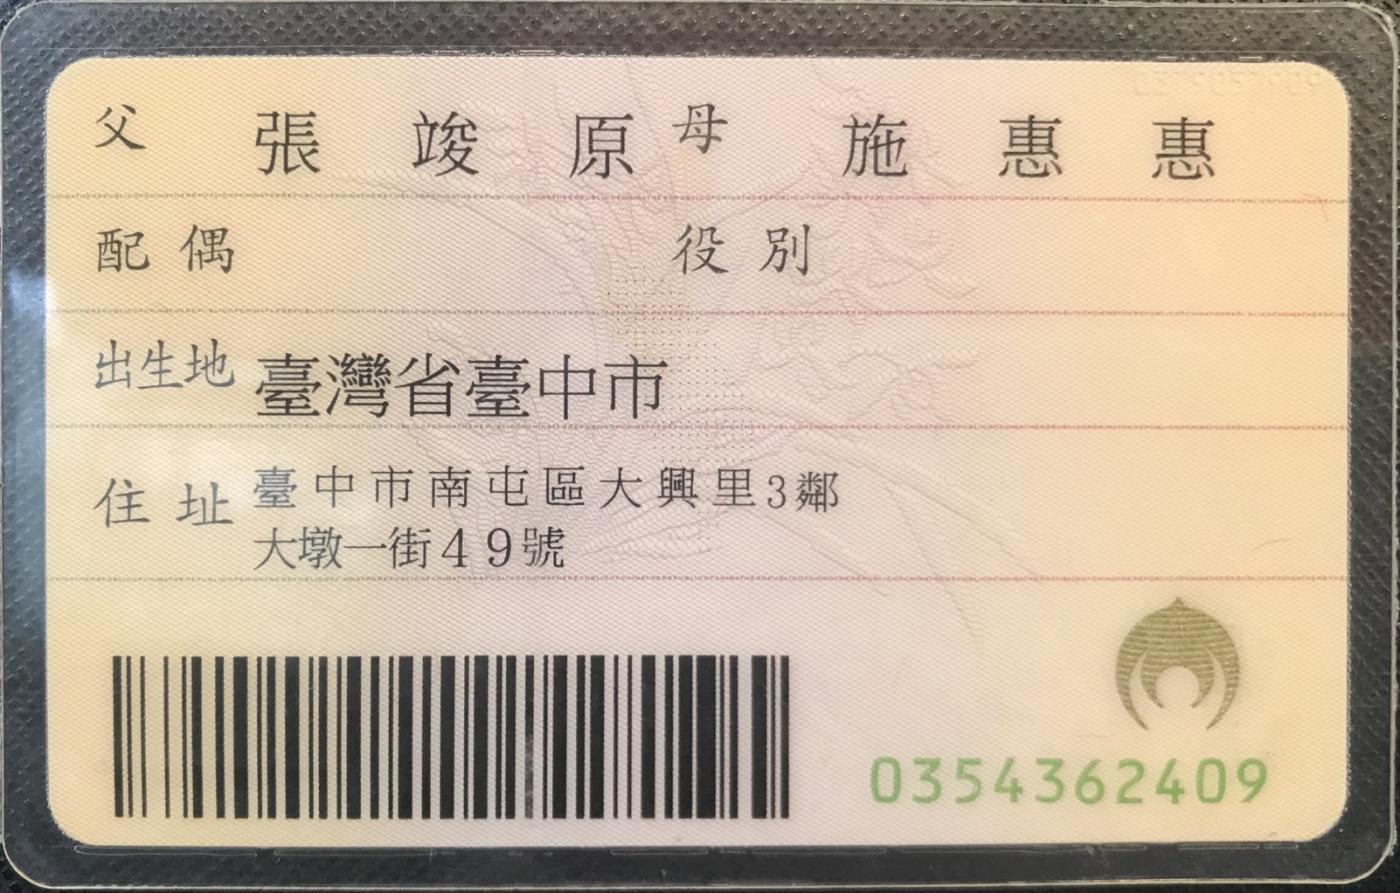 父 張竣原 母 施惠惠
配偶 役別
出生地 臺灣省臺中市
住址 臺中市南屯區大興里3鄰
大墩一街49號
0354362409